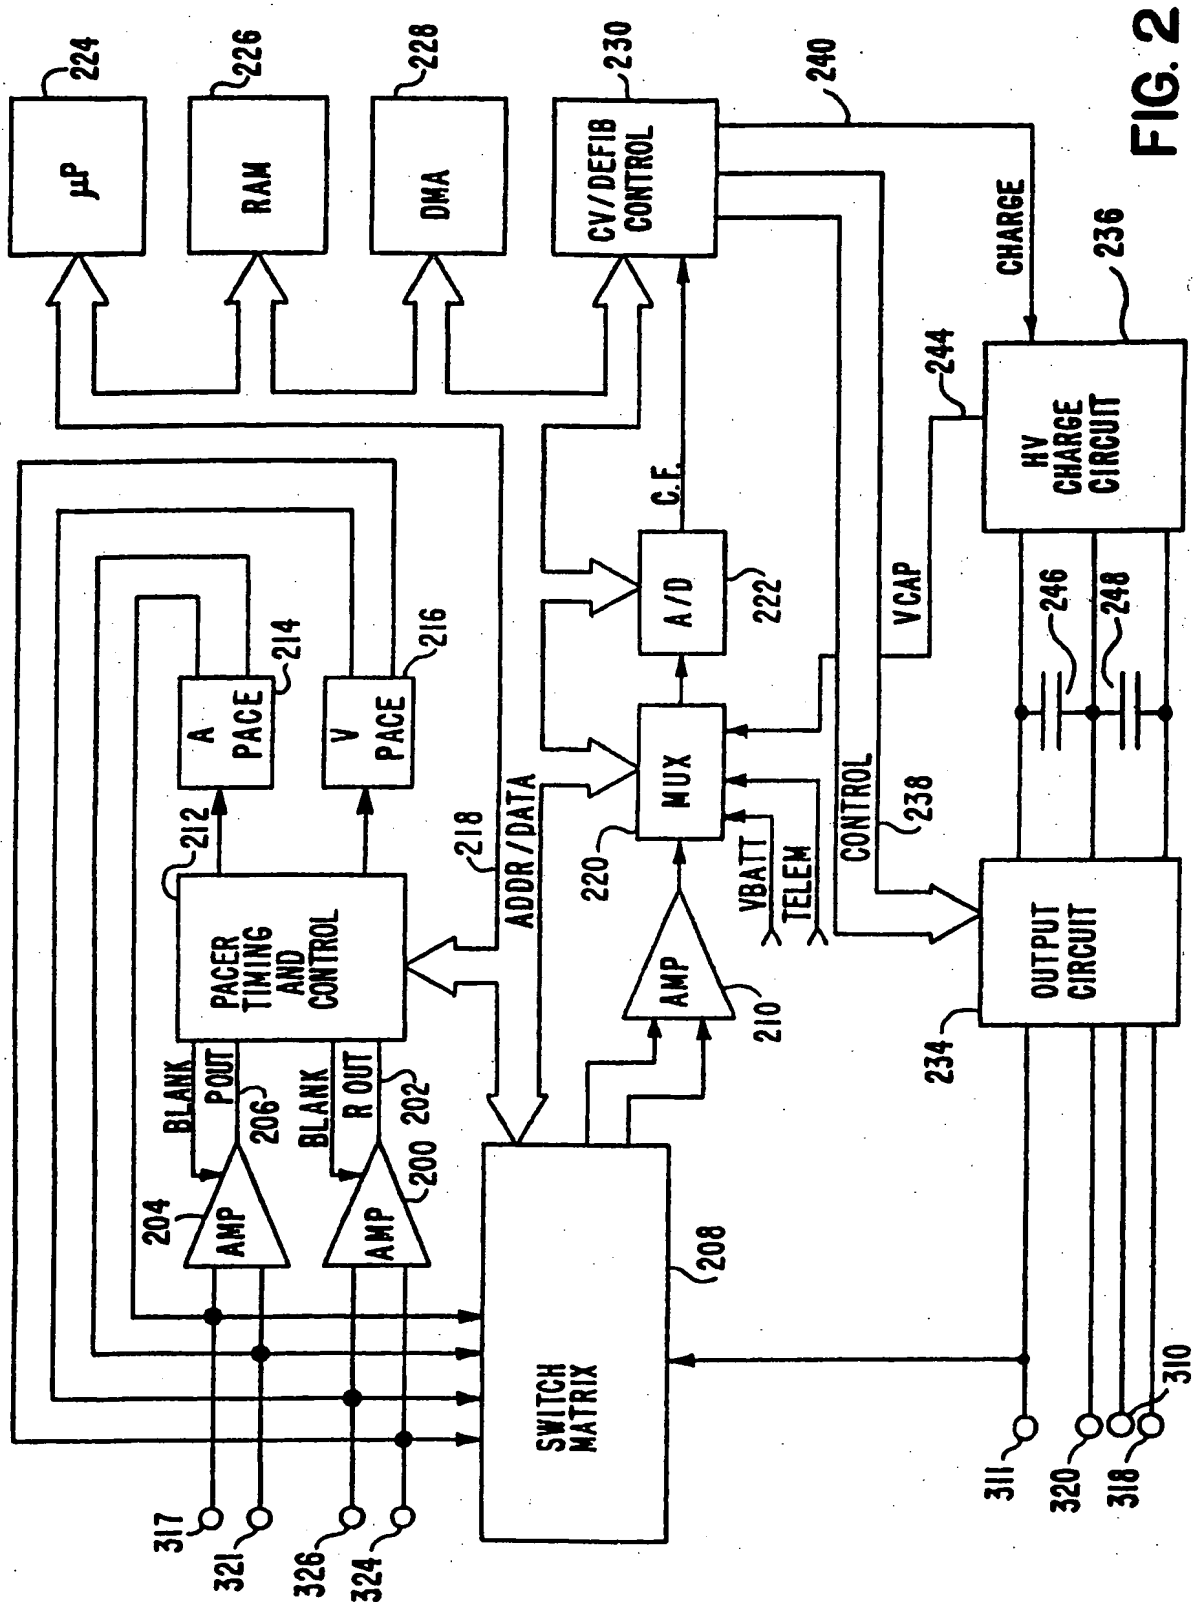 317
321
326
324
204
AMP
BLANK
POUT
206
AMP
200
BLANK
R OUT
202
PACER
TIMING
AND
CONTROL
212
A
PACE
214
V
PACE
216
μP
224
RAM
226
DMA
228
CV/DEFIB
CONTROL
230
218
ADDR/DATA
SWITCH
MATRIX
208
AMP
210
MUX
220
A/D
222
C.F.
VBATT
TELEM
VCAP
CONTROL
238
240
CHARGE
244
HV
CHARGE
CIRCUIT
236
246
248
OUTPUT
CIRCUIT
234
311
320
318
310
FIG. 2